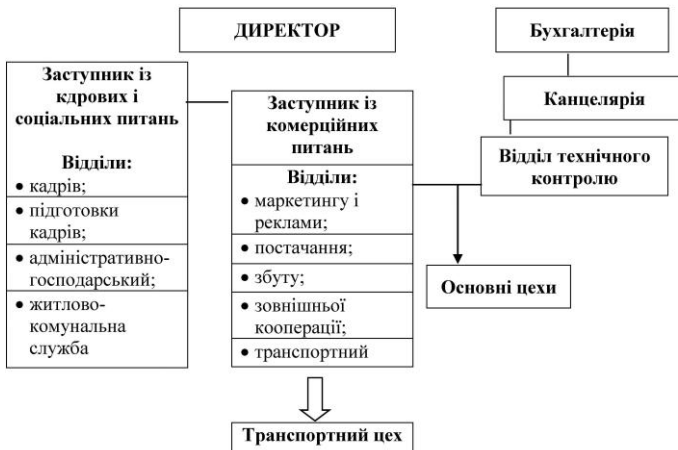 ДИРЕКТОР
Бухгалтерія
Канцелярія
Відділ технічного
контролю
Основні цехи
Заступник із
кдрових і
соціальних питань
Відділи:
• кадрів;
• підготовки
кадрів;
• адміністративно-
господарський;
• житлово-
комунальна
служба
Заступник із
комерційних
питань
Відділи:
• маркетингу і
реклами;
• постачання;
• збуту;
• зовнішньої
кооперації;
• транспортний
Транспортний цех